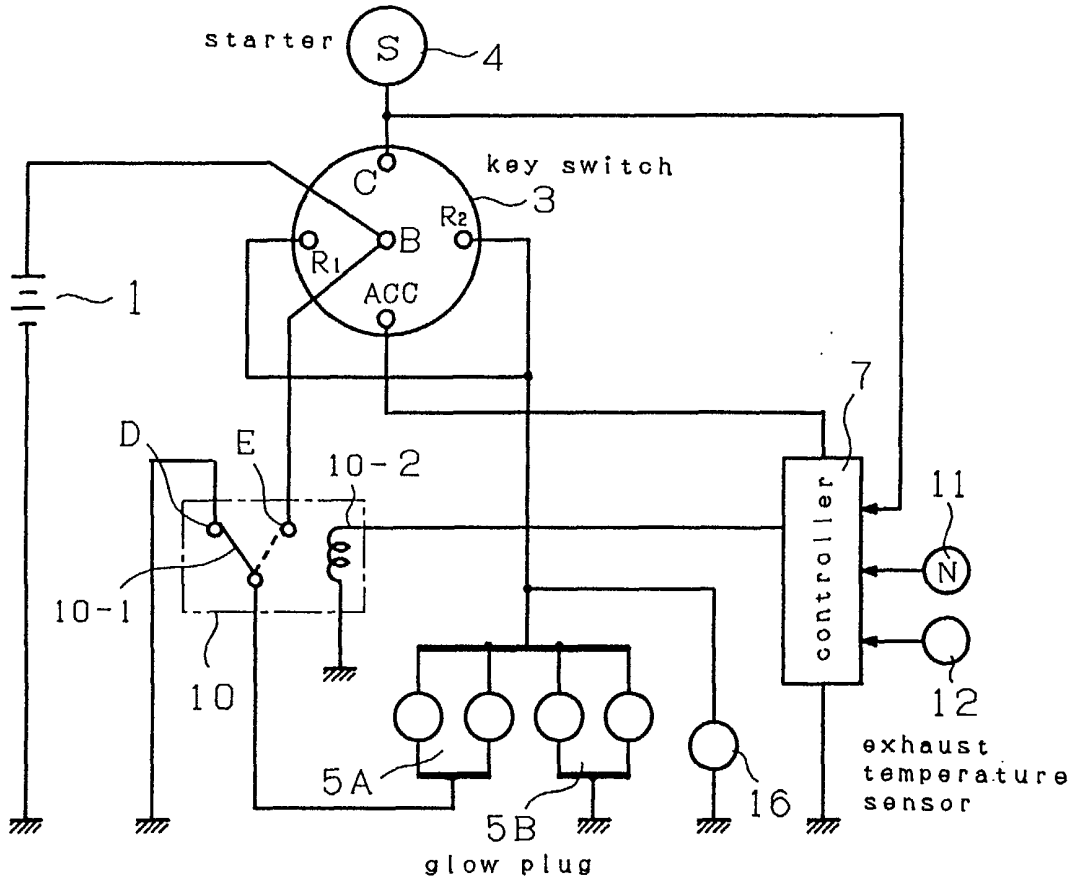 starter
S
4
C
key switch
3
R2
B
R1
ACC
1
7
D
E
10-2
controller
11
N
10-1
10
12
5A
5B
16
exhaust
temperature
sensor
glow plug